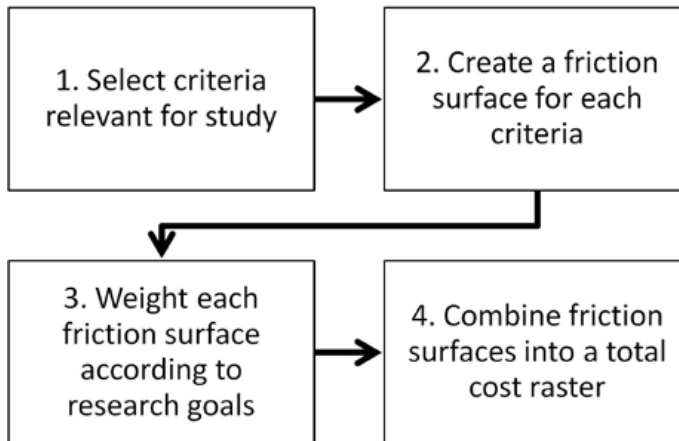 1. Select criteria
relevant for study
2. Create a friction
surface for each
criteria
3. Weight each
friction surface
according to
research goals
4. Combine friction
surfaces into a total
cost raster